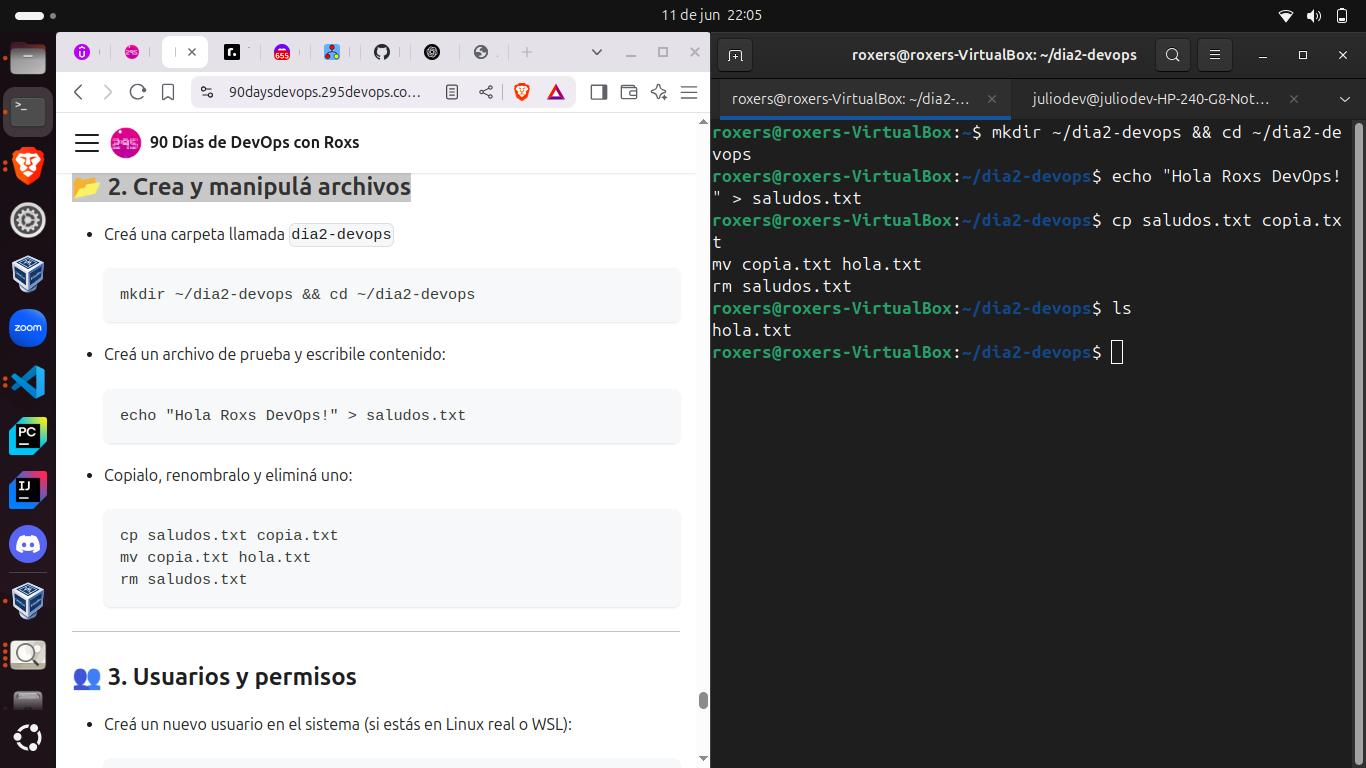 11 de jun 22:05
655
90daysdevops.295devops.co...
295 90 Días de DevOps con Roxs
📂 2. Crea y manipulá archivos
• Creá una carpeta llamada dia2-devops
mkdir ~/dia2-devops && cd ~/dia2-devops
• Creá un archivo de prueba y escribile contenido:
echo "Hola Roxs DevOps!" > saludos.txt
• Copialo, renombralo y eliminá uno:
cp saludos.txt copia.txt
mv copia.txt hola.txt
rm saludos.txt
👥 3. Usuarios y permisos
• Creá un nuevo usuario en el sistema (si estás en Linux real o WSL):
zoom
PC
IJ
roxers@roxers-VirtualBox: ~/dia2-devops
roxers@roxers-VirtualBox: ~/dia2-...
juliodev@juliodev-HP-240-G8-Not...
roxers@roxers-VirtualBox:~$ mkdir ~/dia2-devops && cd ~/dia2-de
vops
roxers@roxers-VirtualBox:~/dia2-devops$ echo "Hola Roxs DevOps!
" > saludos.txt
roxers@roxers-VirtualBox:~/dia2-devops$ cp saludos.txt copia.tx
t
mv copia.txt hola.txt
rm saludos.txt
roxers@roxers-VirtualBox:~/dia2-devops$ ls
hola.txt
roxers@roxers-VirtualBox:~/dia2-devops$